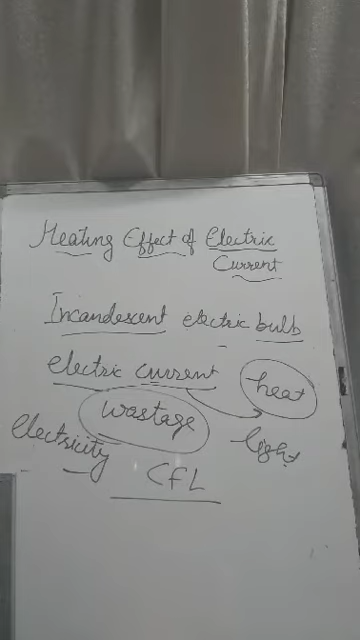 Heating Effect of Electric
Current
Incandescent electric bulb
electric current heat
wastage light
Electricity
CFL